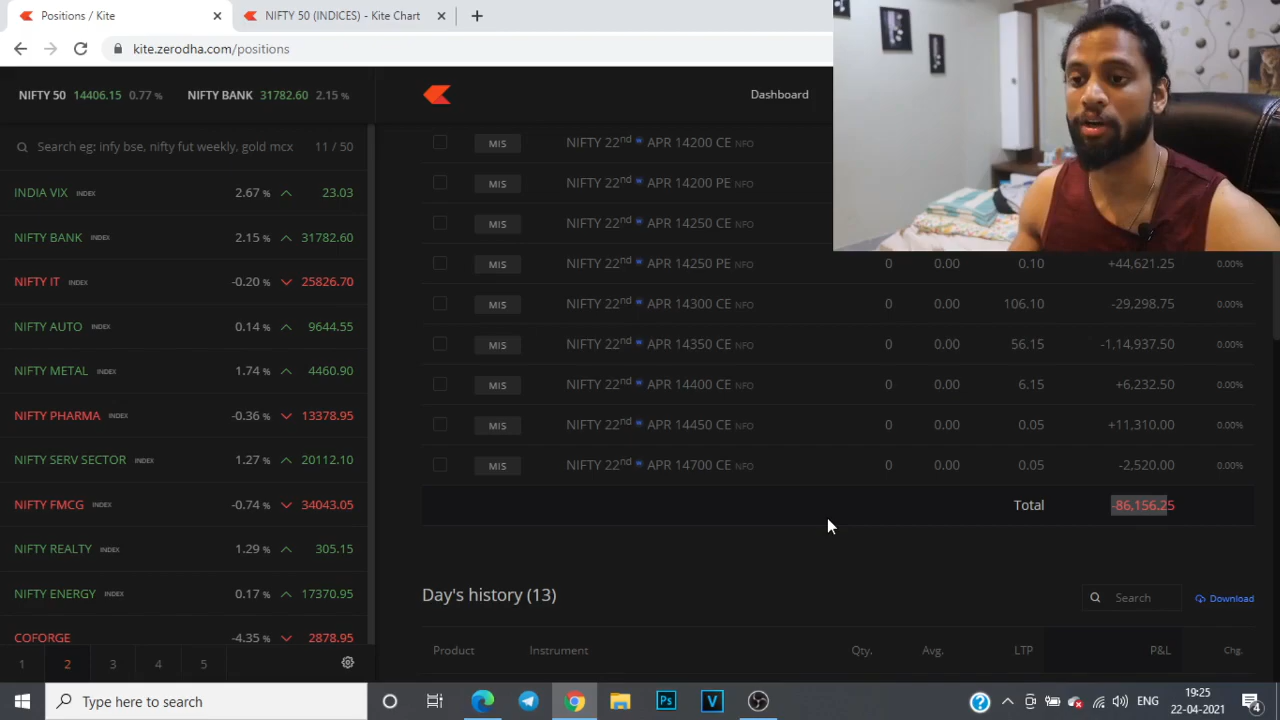 Positions / Kite
NIFTY 50 (INDICES) - Kite Chart
kite.zerodha.com/positions
NIFTY 50 14406.15 0.77 % NIFTY BANK 31782.60 2.15 %
Dashboard
Search eg: infy bse, nifty fut weekly, gold mcx 11 / 50
INDIA VIX INDEX 2.67 % 23.03
NIFTY BANK INDEX 2.15 % 31782.60
NIFTY IT INDEX -0.20 % 25826.70
NIFTY AUTO INDEX 0.14 % 9644.55
NIFTY METAL INDEX 1.74 % 4460.90
NIFTY PHARMA INDEX -0.36 % 13378.95
NIFTY SERV SECTOR INDEX 1.27 % 20112.10
NIFTY FMCG INDEX -0.74 % 34043.05
NIFTY REALTY INDEX 1.29 % 305.15
NIFTY ENERGY INDEX 0.17 % 17370.95
COFORGE -4.35 % 2878.95
1 2 3 4 5
MIS NIFTY 22nd w APR 14200 CE NFO
MIS NIFTY 22nd w APR 14200 PE NFO
MIS NIFTY 22nd w APR 14250 CE NFO
MIS NIFTY 22nd w APR 14250 PE NFO 0 0.00 0.10 +44,621.25 0.00%
MIS NIFTY 22nd w APR 14300 CE NFO 0 0.00 106.10 -29,298.75 0.00%
MIS NIFTY 22nd w APR 14350 CE NFO 0 0.00 56.15 -1,14,937.50 0.00%
MIS NIFTY 22nd w APR 14400 CE NFO 0 0.00 6.15 +6,232.50 0.00%
MIS NIFTY 22nd w APR 14450 CE NFO 0 0.00 0.05 +11,310.00 0.00%
MIS NIFTY 22nd w APR 14700 CE NFO 0 0.00 0.05 -2,520.00 0.00%
Total -86,156.25
Day's history (13)
Search
Download
Product Instrument Qty. Avg. LTP P&L Chg.
Type here to search
Ps
V
ENG
19:25
22-04-2021
4